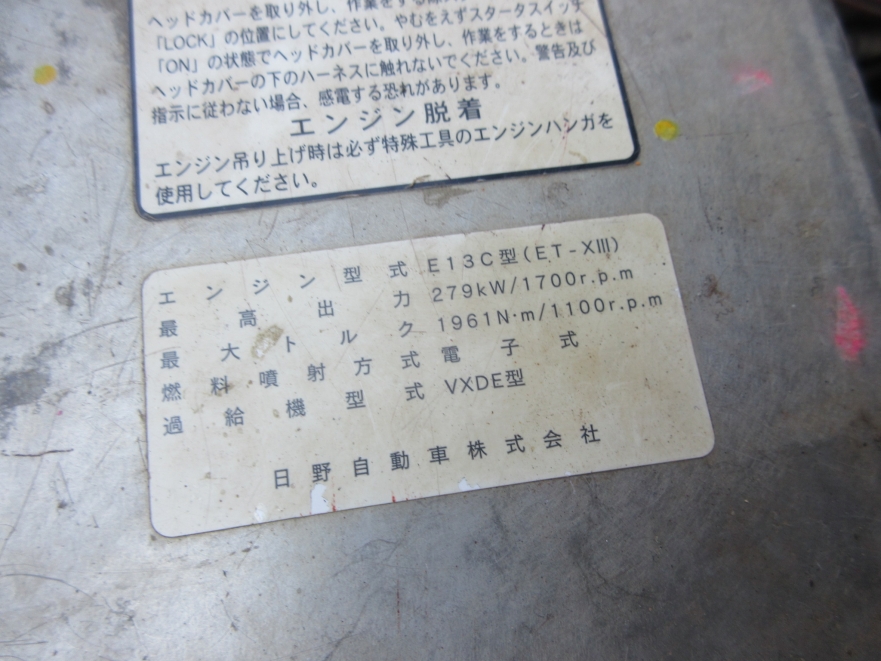 ヘッドカバーを取り外し、作業をする
「LOCK」の位置にしてください。やむをえずスタータスイッチ
「ON」の状態でヘッドカバーを取り外し、作業をするときは
ヘッドカバーの下のハーネスに触れないでください。警告及び
指示に従わない場合、感電する恐れがあります。
エンジン脱着
エンジン吊り上げ時は必ず特殊工具のエンジンハンガを
使用してください。
エンジン型式 E13C型(ET-XⅢ)
最高出力 279kW/1700r.p.m
最大トルク 1961N·m/1100r.p.m
燃料噴射方式 電子式
過給機型式 VXDE型
日野自動車株式会社